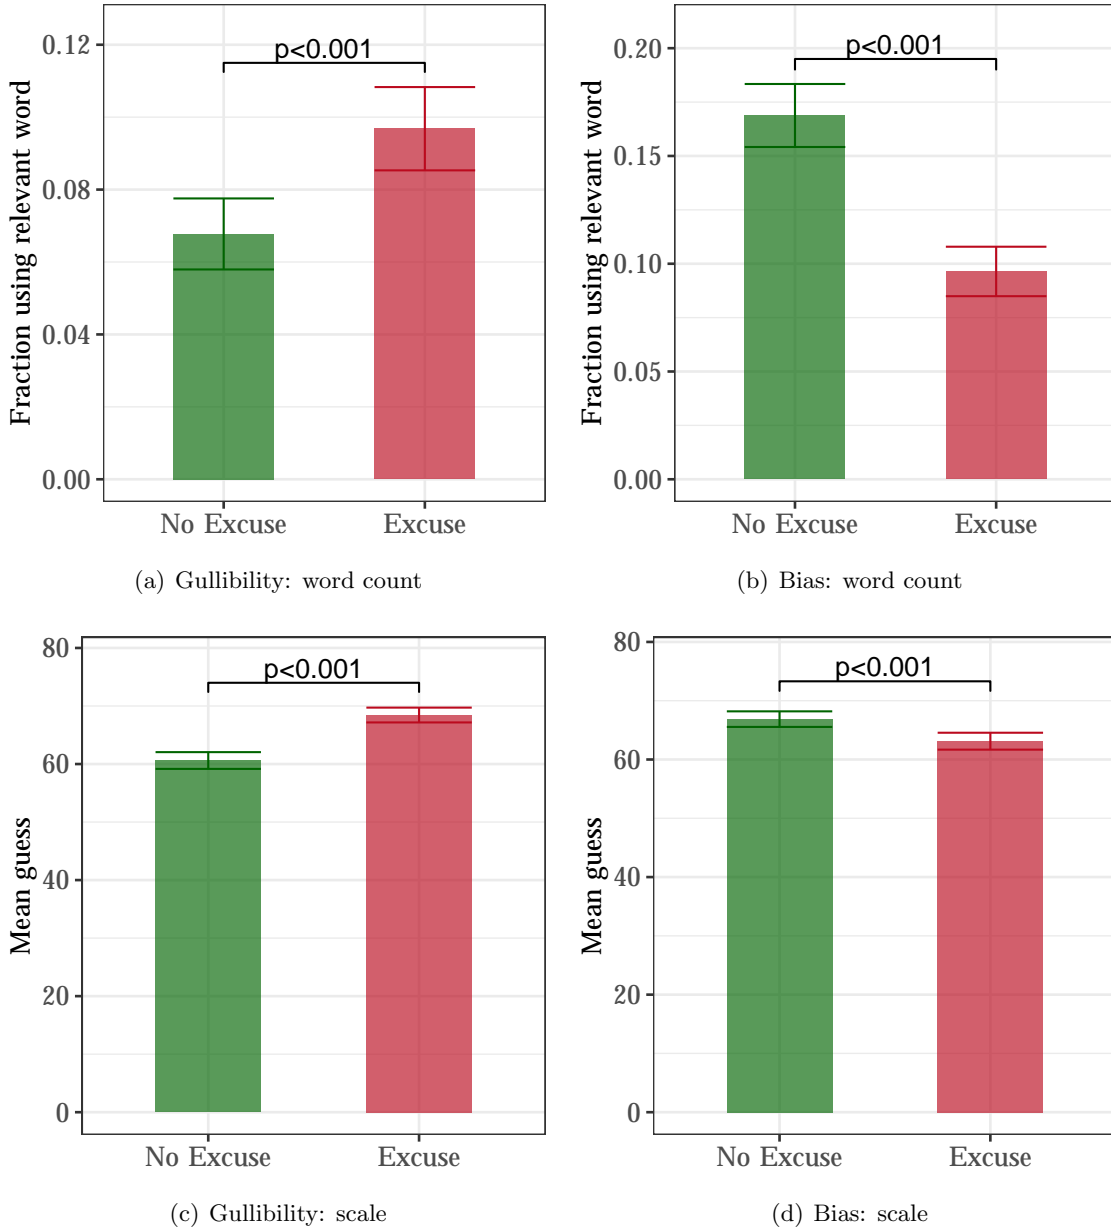 p<0.001
0.12
0.08
0.04
0.00
Fraction using relevant word
No Excuse Excuse
(a) Gullibility: word count
p<0.001
0.20
0.15
0.10
0.05
0.00
Fraction using relevant word
No Excuse Excuse
(b) Bias: word count
p<0.001
80
60
40
20
0
Mean guess
No Excuse Excuse
(c) Gullibility: scale
p<0.001
80
60
40
20
0
Mean guess
No Excuse Excuse
(d) Bias: scale